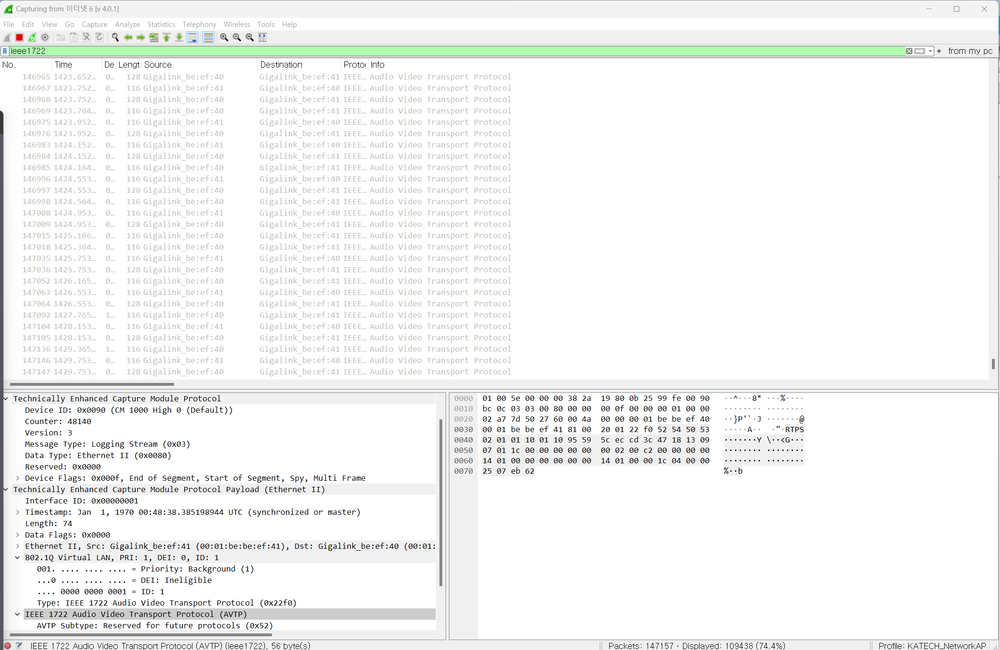 Capturing from 이더넷 6 [v 4.0.1]
File Edit View Go Capture Analyze Statistics Telephony Wireless Tools Help
ieee1722
from my pc
No. Time De Lengt Source Destination Protoc Info
146965 1423.652… 0… 128 Gigalink_be:ef:40 Gigalink_be:ef:41 IEEE… Audio Video Transport Protocol
146967 1423.752… 0… 116 Gigalink_be:ef:41 Gigalink_be:ef:40 IEEE… Audio Video Transport Protocol
146968 1423.752… 0… 128 Gigalink_be:ef:40 Gigalink_be:ef:41 IEEE… Audio Video Transport Protocol
146969 1423.764… 0… 116 Gigalink_be:ef:40 Gigalink_be:ef:41 IEEE… Audio Video Transport Protocol
146975 1423.952… 0… 116 Gigalink_be:ef:41 Gigalink_be:ef:40 IEEE… Audio Video Transport Protocol
146976 1423.952… 0… 128 Gigalink_be:ef:40 Gigalink_be:ef:41 IEEE… Audio Video Transport Protocol
146983 1424.152… 0… 116 Gigalink_be:ef:41 Gigalink_be:ef:40 IEEE… Audio Video Transport Protocol
146984 1424.152… 0… 128 Gigalink_be:ef:40 Gigalink_be:ef:41 IEEE… Audio Video Transport Protocol
146985 1424.164… 0… 116 Gigalink_be:ef:40 Gigalink_be:ef:41 IEEE… Audio Video Transport Protocol
146996 1424.553… 0… 116 Gigalink_be:ef:41 Gigalink_be:ef:40 IEEE… Audio Video Transport Protocol
146997 1424.553… 0… 128 Gigalink_be:ef:40 Gigalink_be:ef:41 IEEE… Audio Video Transport Protocol
146998 1424.564… 0… 116 Gigalink_be:ef:40 Gigalink_be:ef:41 IEEE… Audio Video Transport Protocol
147008 1424.953… 0… 116 Gigalink_be:ef:41 Gigalink_be:ef:40 IEEE… Audio Video Transport Protocol
147009 1424.953… 0… 128 Gigalink_be:ef:40 Gigalink_be:ef:41 IEEE… Audio Video Transport Protocol
147015 1425.186… 0… 116 Gigalink_be:ef:40 Gigalink_be:ef:41 IEEE… Audio Video Transport Protocol
147018 1425.364… 0… 116 Gigalink_be:ef:40 Gigalink_be:ef:41 IEEE… Audio Video Transport Protocol
147035 1425.753… 0… 116 Gigalink_be:ef:41 Gigalink_be:ef:40 IEEE… Audio Video Transport Protocol
147036 1425.753… 0… 128 Gigalink_be:ef:40 Gigalink_be:ef:41 IEEE… Audio Video Transport Protocol
147052 1426.165… 0… 116 Gigalink_be:ef:40 Gigalink_be:ef:41 IEEE… Audio Video Transport Protocol
147063 1426.553… 0… 116 Gigalink_be:ef:41 Gigalink_be:ef:40 IEEE… Audio Video Transport Protocol
147064 1426.553… 0… 128 Gigalink_be:ef:40 Gigalink_be:ef:41 IEEE… Audio Video Transport Protocol
147092 1427.765… 1… 116 Gigalink_be:ef:40 Gigalink_be:ef:41 IEEE… Audio Video Transport Protocol
147104 1428.153… 0… 116 Gigalink_be:ef:41 Gigalink_be:ef:40 IEEE… Audio Video Transport Protocol
147105 1428.153… 0… 128 Gigalink_be:ef:40 Gigalink_be:ef:41 IEEE… Audio Video Transport Protocol
147136 1429.365… 1… 116 Gigalink_be:ef:40 Gigalink_be:ef:41 IEEE… Audio Video Transport Protocol
147146 1429.753… 0… 116 Gigalink_be:ef:41 Gigalink_be:ef:40 IEEE… Audio Video Transport Protocol
147147 1429.753… 0… 128 Gigalink_be:ef:40 Gigalink_be:ef:41 IEEE… Audio Video Transport Protocol
Technically Enhanced Capture Module Protocol
Device ID: 0x0090 (CM 1000 High 0 (Default))
Counter: 48140
Version: 3
Message Type: Logging Stream (0x03)
Data Type: Ethernet II (0x0080)
Reserved: 0x0000
Device Flags: 0x000f, End of Segment, Start of Segment, Spy, Multi Frame
Technically Enhanced Capture Module Protocol Payload (Ethernet II)
Interface ID: 0x00000001
Timestamp: Jan  1, 1970 00:48:38.385198944 UTC (synchronized or master)
Length: 74
Data Flags: 0x0000
Ethernet II, Src: Gigalink_be:ef:41 (00:01:be:be:ef:41), Dst: Gigalink_be:ef:40 (00:01:
802.1Q Virtual LAN, PRI: 1, DEI: 0, ID: 1
001. .... .... .... = Priority: Background (1)
...0 .... .... .... = DEI: Ineligible
.... 0000 0000 0001 = ID: 1
Type: IEEE 1722 Audio Video Transport Protocol (0x22f0)
IEEE 1722 Audio Video Transport Protocol (AVTP)
AVTP Subtype: Reserved for future protocols (0x52)
0000 01 00 5e 00 00 00 38 2a 19 80 0b 25 99 fe 00 90 ··^···8* ···%····
0010 bc 0c 03 03 00 80 00 00 00 0f 00 00 00 01 00 00 ········ ········
0020 02 a7 7d 50 27 60 00 4a 00 00 00 01 be be ef 40 ··}P'`·J ·······@
0030 00 01 be be ef 41 81 00 20 01 22 f0 52 54 50 53 ·····A·· ·"·RTPS
0040 02 01 01 10 01 10 95 59 5c ec cd 3c 47 18 13 09 ·······Y \··<G···
0050 07 01 1c 00 00 00 00 00 00 02 00 c2 00 00 00 00 ········ ········
0060 14 01 00 00 00 00 00 00 14 01 00 00 1c 04 00 00 ········ ········
0070 25 07 eb 62 %··b
IEEE 1722 Audio Video Transport Protocol (AVTP) (ieee1722), 56 byte(s)
Packets: 147157 · Displayed: 109438 (74.4%)
Profile: KATECH_NetworkAP